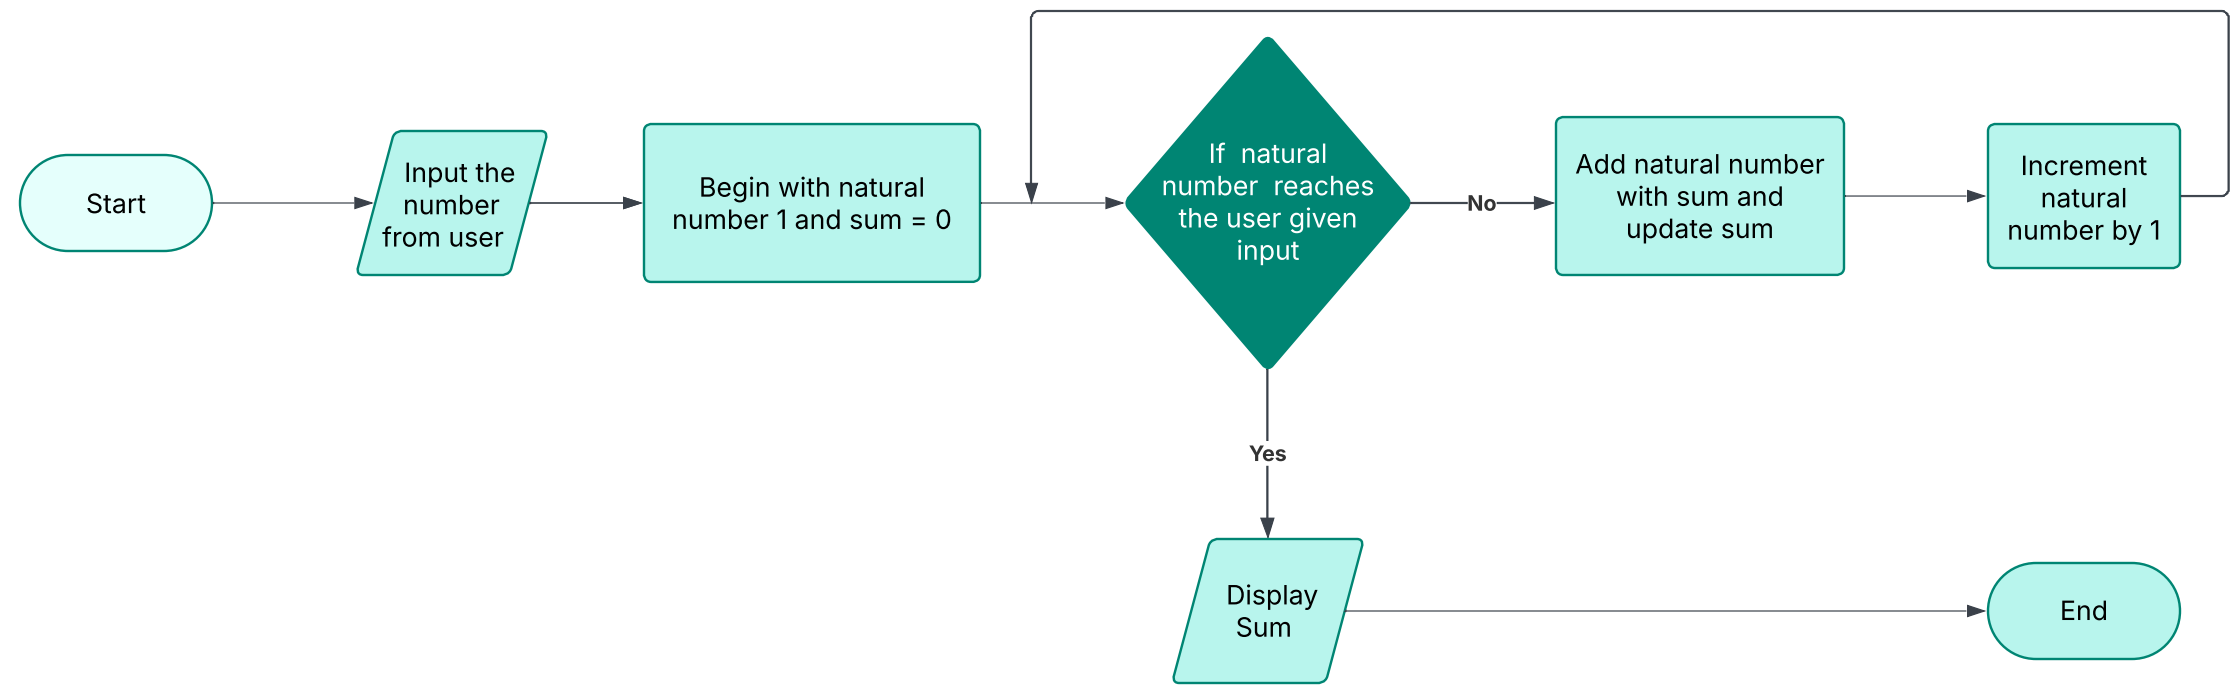 Start
Input the
number
from user
Begin with natural
number 1 and sum = 0
If natural
number reaches
the user given
input
No
Add natural number
with sum and
update sum
Increment
natural
number by 1
Yes
Display
Sum
End